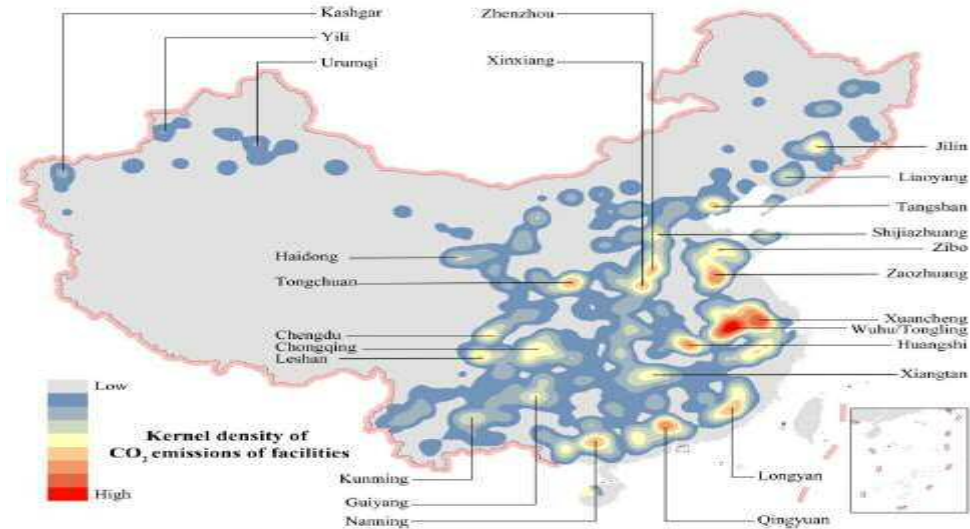 Kashgar
Zhenzhou
Yili
Urumqi
Xinxiang
Jilin
Liaoyang
Tangshan
Shijiazhuang
Zibo
Haidong
Zaozhuang
Tongchuan
Xuancheng
Wuhu/Tongling
Chengdu
Huangshi
Chongqing
Leshan
Xiangtan
Low
Kernel density of
CO₂ emissions of facilities
Kunming
Longyan
High
Guiyang
Nanning
Qingyuan